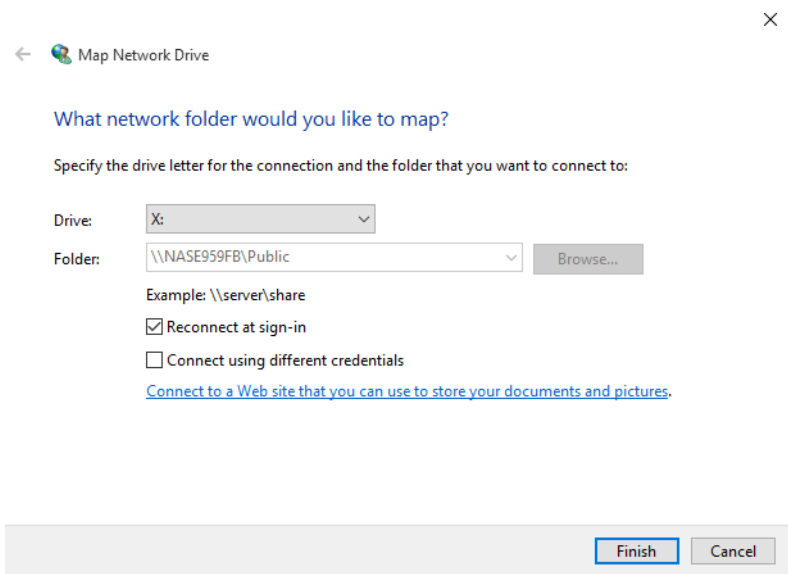 Map Network Drive
What network folder would you like to map?
Specify the drive letter for the connection and the folder that you want to connect to:
Drive: X:
Folder: \\NASE959FB\Public Browse...
Example: \\server\share
Reconnect at sign-in
Connect using different credentials
Connect to a Web site that you can use to store your documents and pictures.
Finish Cancel